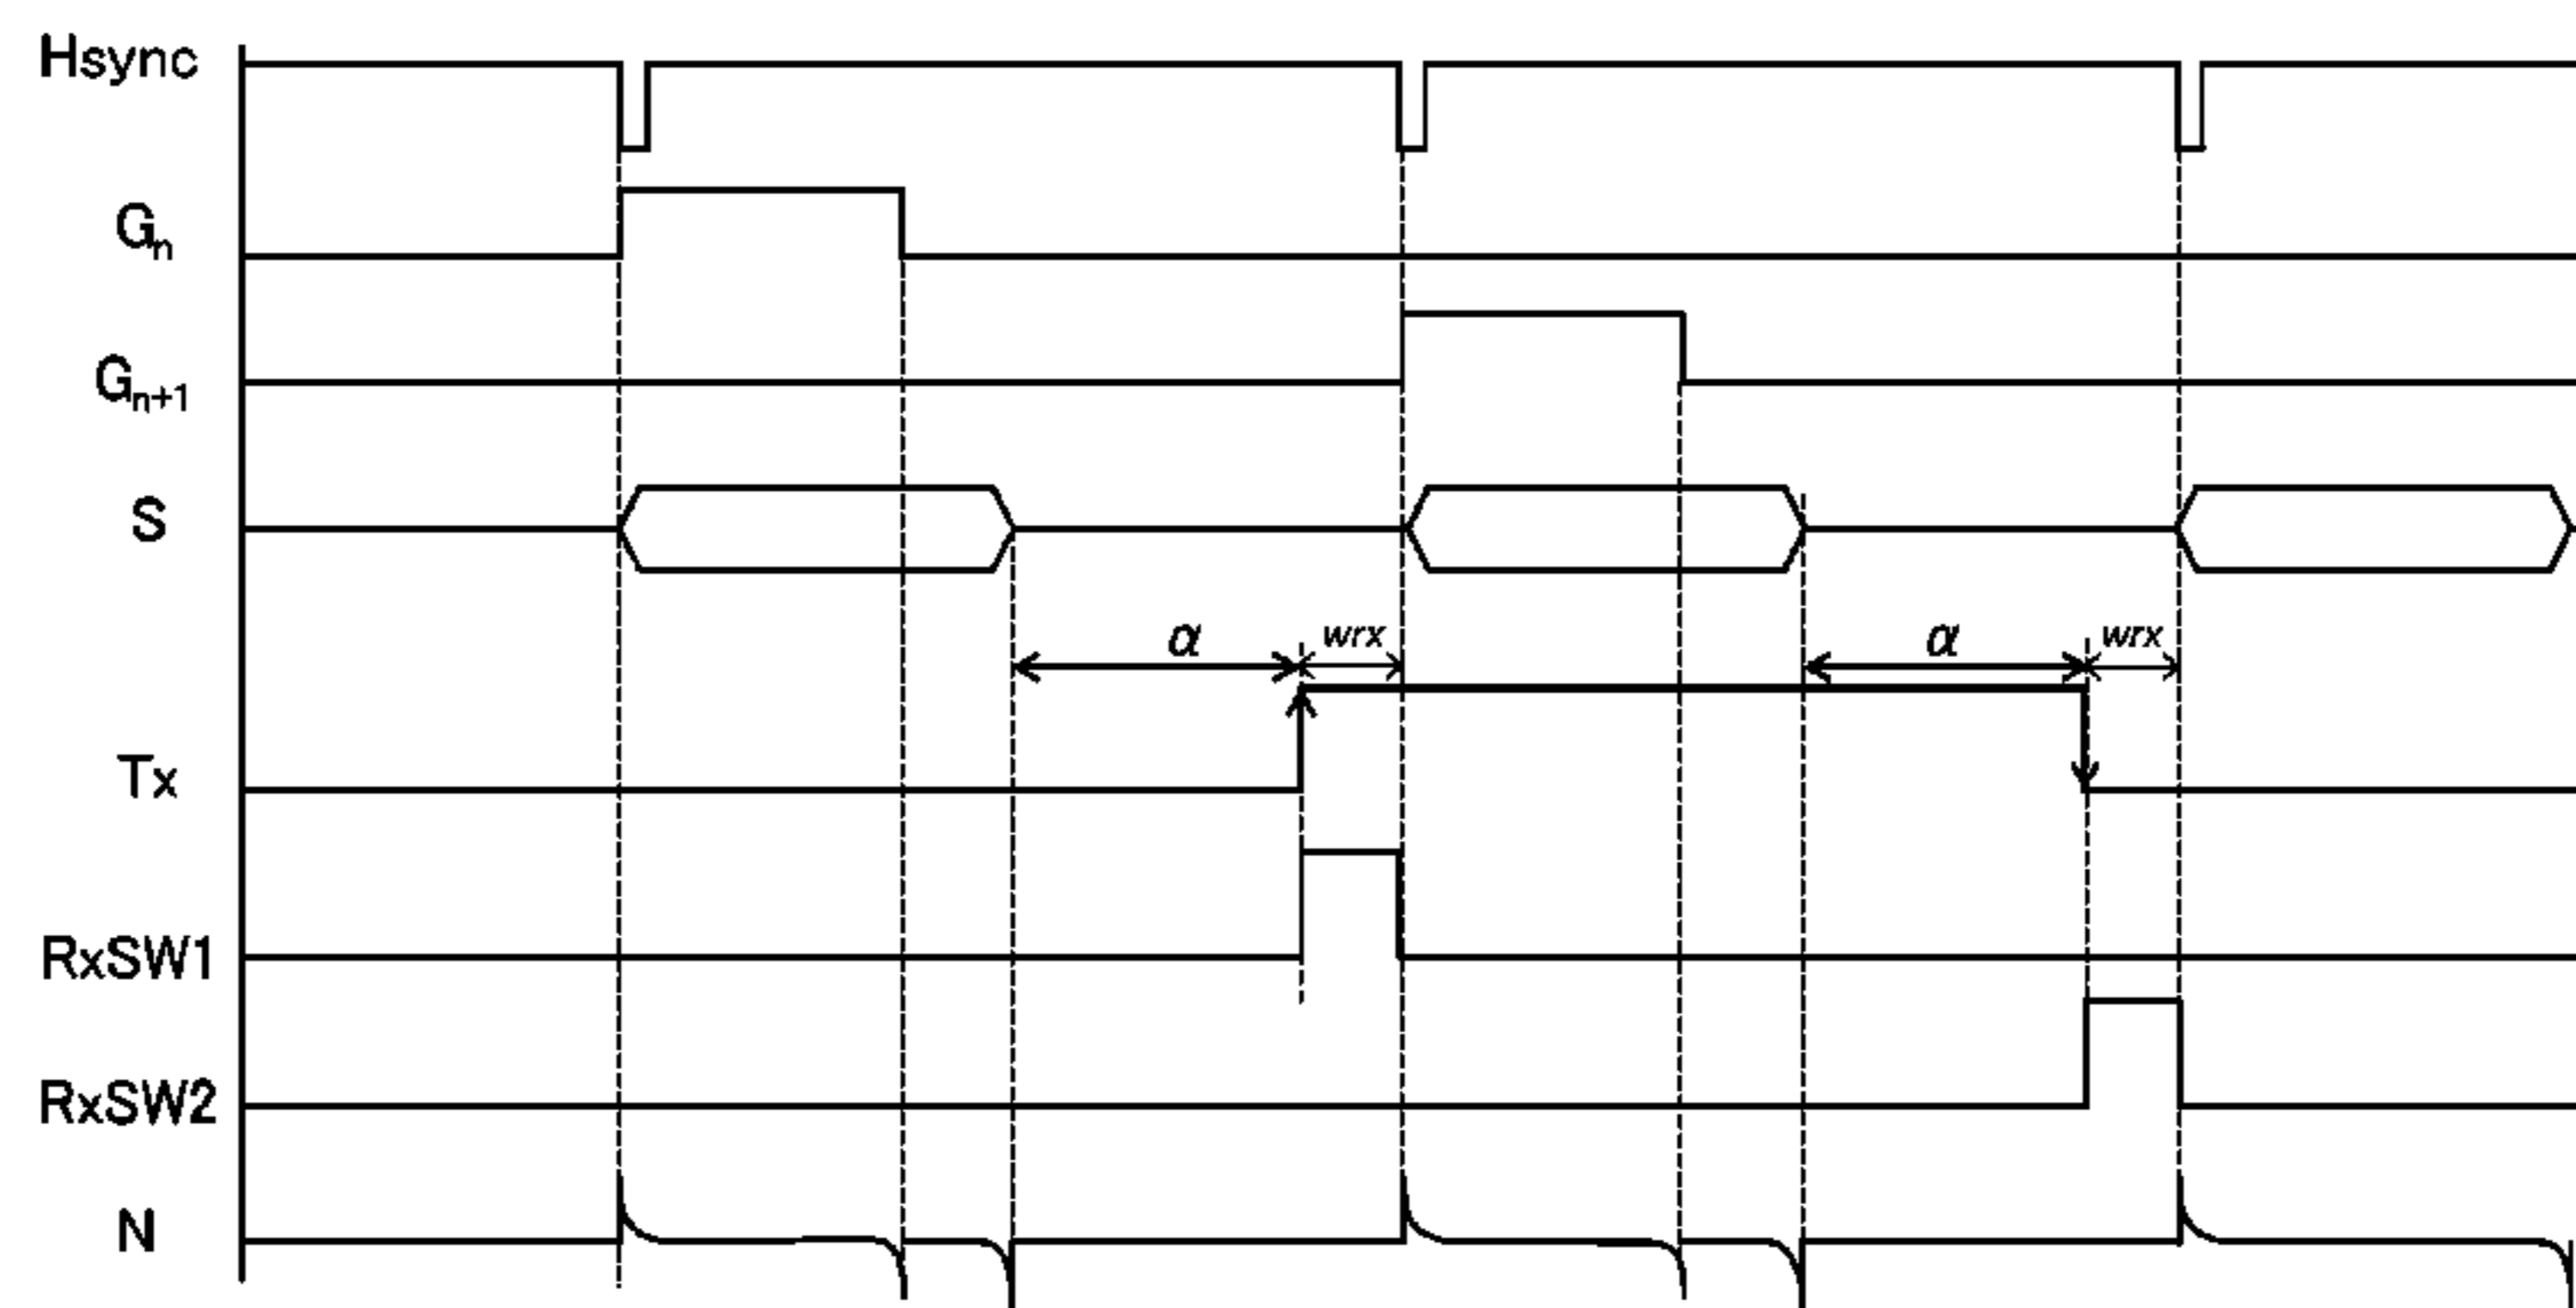 Hsync
Gn
Gn+1
S
α wrx α wrx
Tx
RxSW1
RxSW2
N